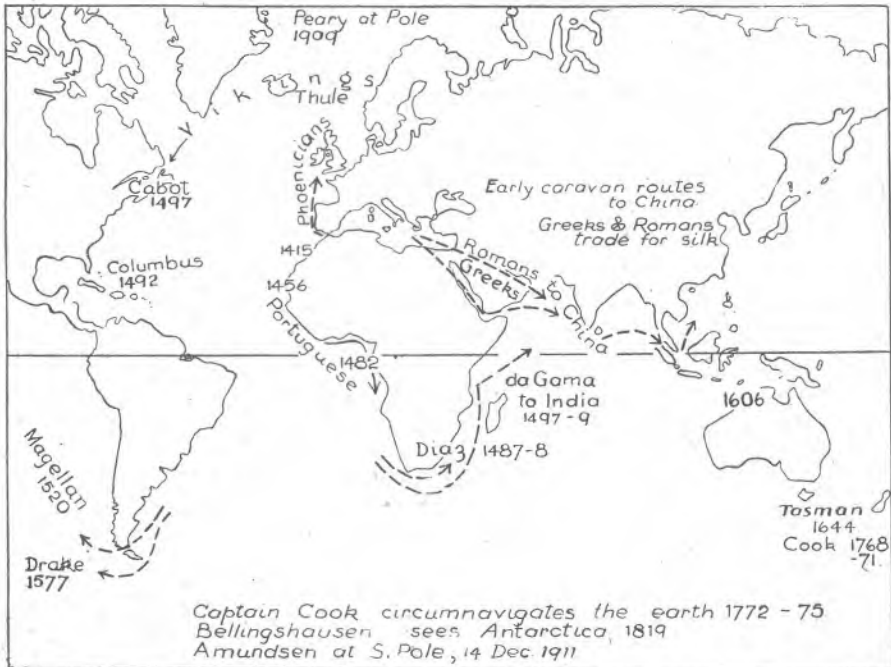 Peary at Pole
1909
Vikings
Thule
Phoenicians
Cabot
1497
Early caravan routes
to China
Greeks & Romans
trade for silk
Columbus
1492
1415
1456
Portuguese
1482
Romans
Greeks
to
China
da Gama
to India
1497-9
1606
Diaz 1487-8
Magellan
1520
Drake
1577
Tasman
1644
Cook 1768
-71
Captain Cook circumnavigates the earth 1772-75
Bellingshausen sees Antarctica, 1819
Amundsen at S. Pole, 14 Dec. 1911